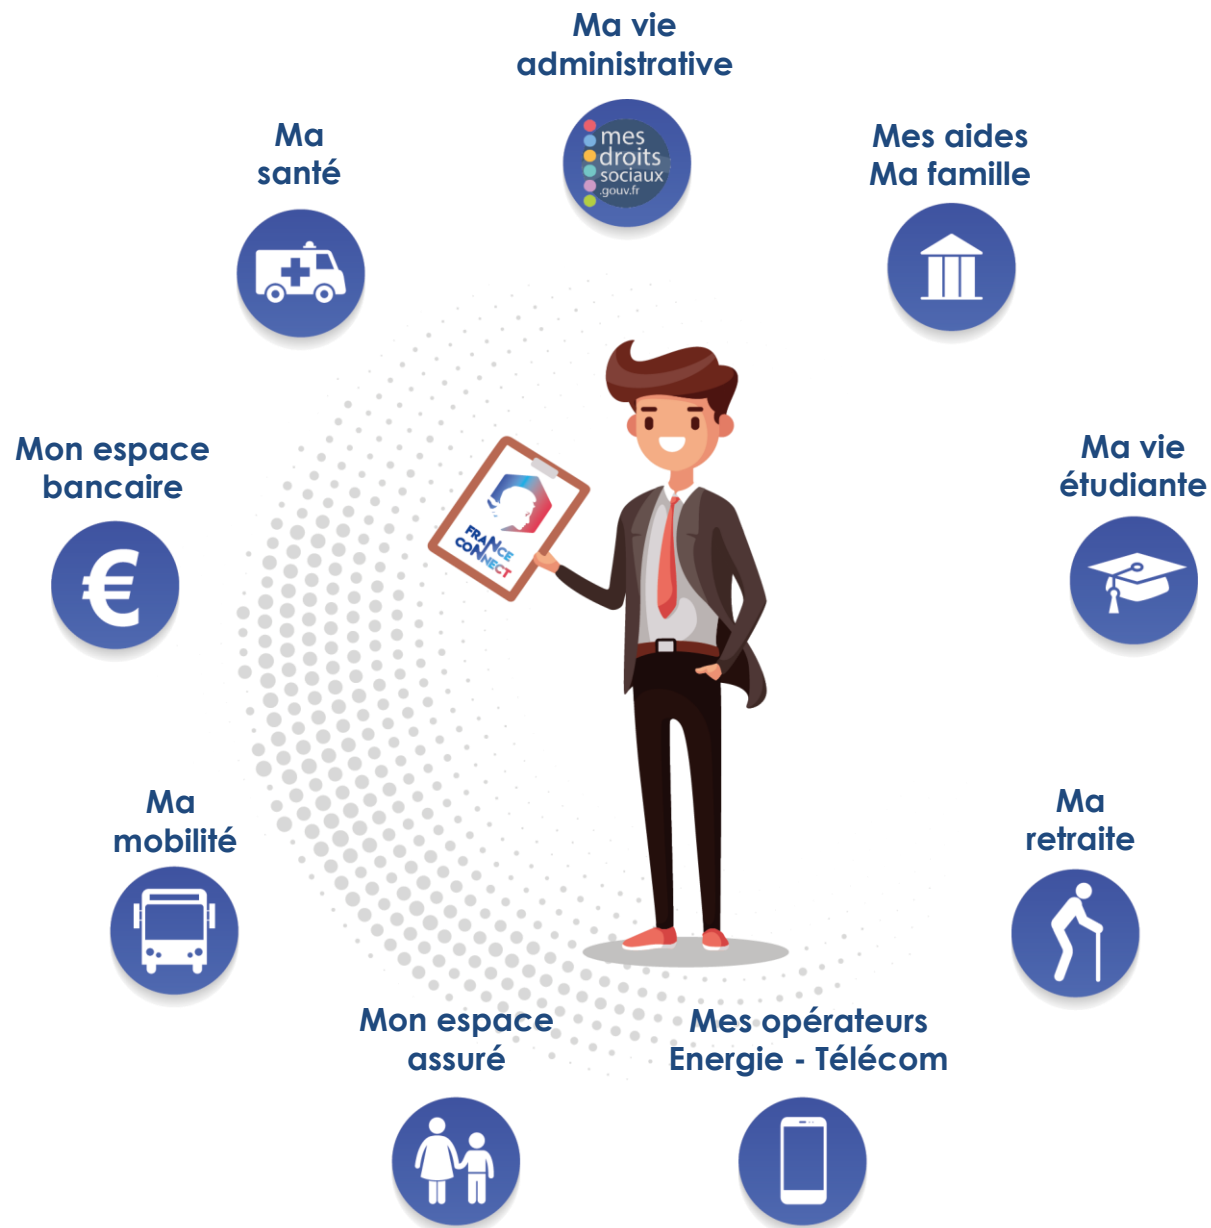 Ma vie
administrative
mes
droits
sociaux
.gouv.fr
Ma
santé
Mes aides
Ma famille
Mon espace
bancaire
€
FRANCE
CONNECT
Ma vie
étudiante
Ma
mobilité
Ma
retraite
Mon espace
assuré
Mes opérateurs
Energie - Télécom